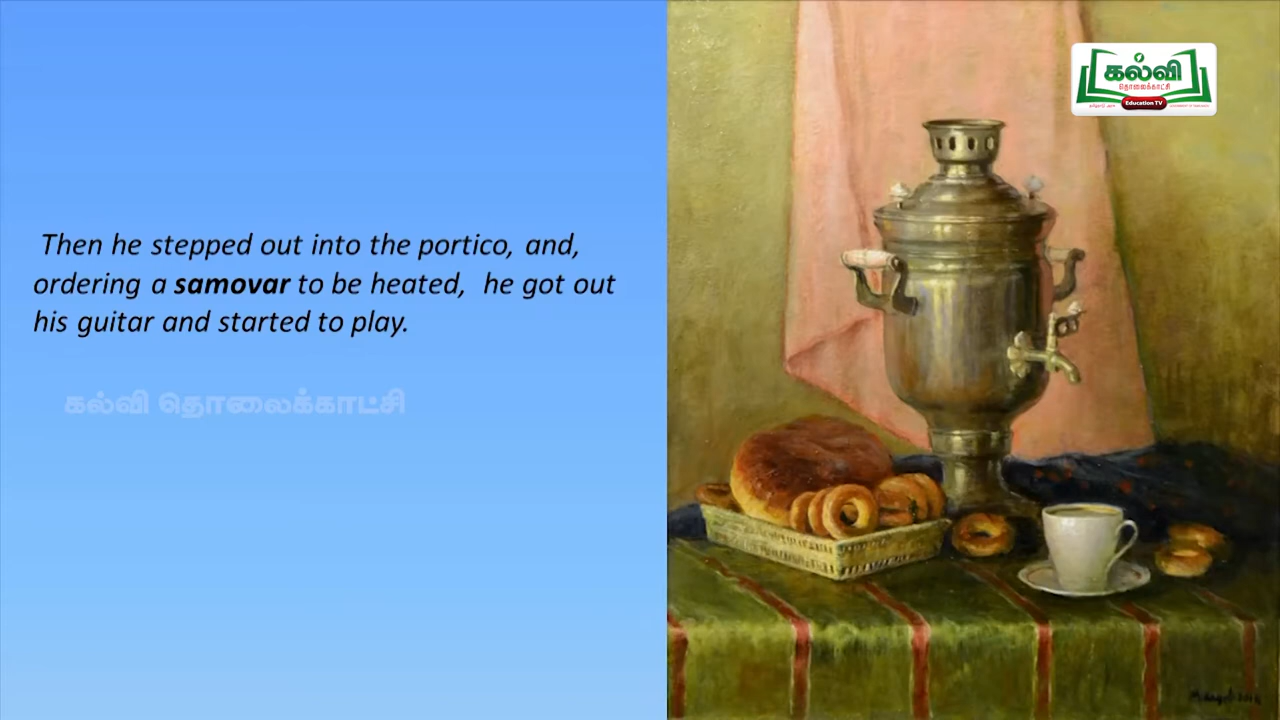 Then he stepped out into the portico, and,
ordering a samovar to be heated, he got out
his guitar and started to play.
கல்வி தொலைக்காட்சி
கல்வி
தொலைக்காட்சி
Education TV